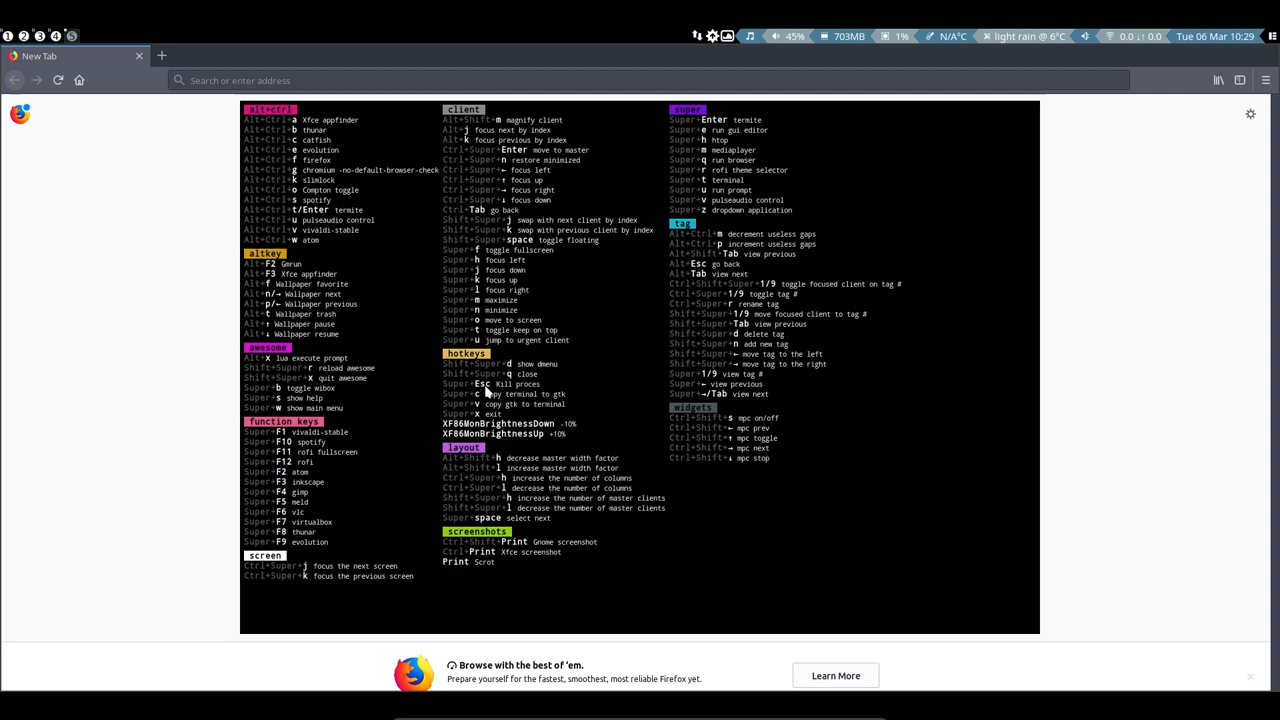 1 2 3 4 5
45% 703MB 1% N/A°C light rain @ 6°C 0.0 ↓↑ 0.0 Tue 06 Mar 10:29
New Tab
Search or enter address
alt+ctrl
Alt+Ctrl+a Xfce appfinder
Alt+Ctrl+b thunar
Alt+Ctrl+c catfish
Alt+Ctrl+e evolution
Alt+Ctrl+f firefox
Alt+Ctrl+g chromium -no-default-browser-check
Alt+Ctrl+k slimlock
Alt+Ctrl+o Compton toggle
Alt+Ctrl+s spotify
Alt+Ctrl+t/Enter termite
Alt+Ctrl+u pulseaudio control
Alt+Ctrl+v vivaldi-stable
Alt+Ctrl+w atom
altkey
Alt+F2 Gmrun
Alt+F3 Xfce appfinder
Alt+f Wallpaper favorite
Alt+n/→ Wallpaper next
Alt+p/← Wallpaper previous
Alt+t Wallpaper trash
Alt+↑ Wallpaper pause
Alt+↓ Wallpaper resume
awesome
Alt+x lua execute prompt
Shift+Super+r reload awesome
Shift+Super+x quit awesome
Super+b toggle wibox
Super+s show help
Super+w show main menu
function keys
Super+F1 vivaldi-stable
Super+F10 spotify
Super+F11 rofi fullscreen
Super+F12 rofi
Super+F2 atom
Super+F3 inkscape
Super+F4 gimp
Super+F5 meld
Super+F6 vlc
Super+F7 virtualbox
Super+F8 thunar
Super+F9 evolution
screen
Ctrl+Super+j focus the next screen
Ctrl+Super+k focus the previous screen
client
Alt+Shift+m magnify client
Alt+j focus next by index
Alt+k focus previous by index
Ctrl+Super+Enter move to master
Ctrl+Super+n restore minimized
Ctrl+Super+← focus left
Ctrl+Super+↑ focus up
Ctrl+Super+→ focus right
Ctrl+Super+↓ focus down
Ctrl+Tab go back
Shift+Super+j swap with next client by index
Shift+Super+k swap with previous client by index
Shift+Super+space toggle floating
Super+f toggle fullscreen
Super+h focus left
Super+j focus down
Super+k focus up
Super+l focus right
Super+m maximize
Super+n minimize
Super+o move to screen
Super+t toggle keep on top
Super+u jump to urgent client
hotkeys
Shift+Super+d show dmenu
Shift+Super+q close
Super+Esc Kill proces
Super+c copy terminal to gtk
Super+v copy gtk to terminal
Super+x exit
XF86MonBrightnessDown -10%
XF86MonBrightnessUp +10%
layout
Alt+Shift+h decrease master width factor
Alt+Shift+l increase master width factor
Ctrl+Super+h increase the number of columns
Ctrl+Super+l decrease the number of columns
Shift+Super+h increase the number of master clients
Shift+Super+l decrease the number of master clients
Super+space select next
screenshots
Ctrl+Shift+Print Gnome screenshot
Ctrl+Print Xfce screenshot
Print Scrot
super
Super+Enter termite
Super+e run gui editor
Super+h htop
Super+m mediaplayer
Super+q run browser
Super+r rofi theme selector
Super+t terminal
Super+u run prompt
Super+v pulseaudio control
Super+z dropdown application
tag
Alt+Ctrl+m decrement useless gaps
Alt+Ctrl+p increment useless gaps
Alt+Shift+Tab view previous
Alt+Esc go back
Alt+Tab view next
Ctrl+Shift+Super+1/9 toggle focused client on tag #
Ctrl+Super+1/9 toggle tag #
Ctrl+Super+r rename tag
Shift+Super+1/9 move focused client to tag #
Shift+Super+Tab view previous
Shift+Super+d delete tag
Shift+Super+n add new tag
Shift+Super+← move tag to the left
Shift+Super+→ move tag to the right
Super+1/9 view tag #
Super+← view previous
Super+→/Tab view next
widgets
Ctrl+Shift+s mpc on/off
Ctrl+Shift+← mpc prev
Ctrl+Shift+↑ mpc toggle
Ctrl+Shift+→ mpc next
Ctrl+Shift+↓ mpc stop
Browse with the best of 'em.
Prepare yourself for the fastest, smoothest, most reliable Firefox yet.
Learn More